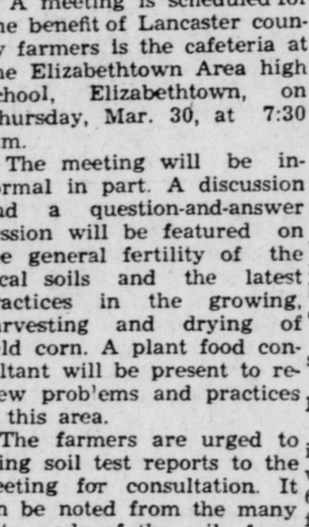 A meeting is scheduled for
he benefit of Lancaster coun-
y farmers is the cafeteria at
he Elizabethtown Area high
chool, Elizabethtown, on
hursday, Mar. 30, at 7:30
.m.
The meeting will be in-
ormal in part. A discussion
nd a question-and-answer
ssion will be featured on
e general fertility of the
cal soils and the latest
ractices in the growing,
arvesting and drying of
eld corn. A plant food con-
ltant will be present to re-
ew prob'ems and practices
this area.
The farmers are urged to
ing soil test reports to the
eeting for consultation. It
n be noted from the many